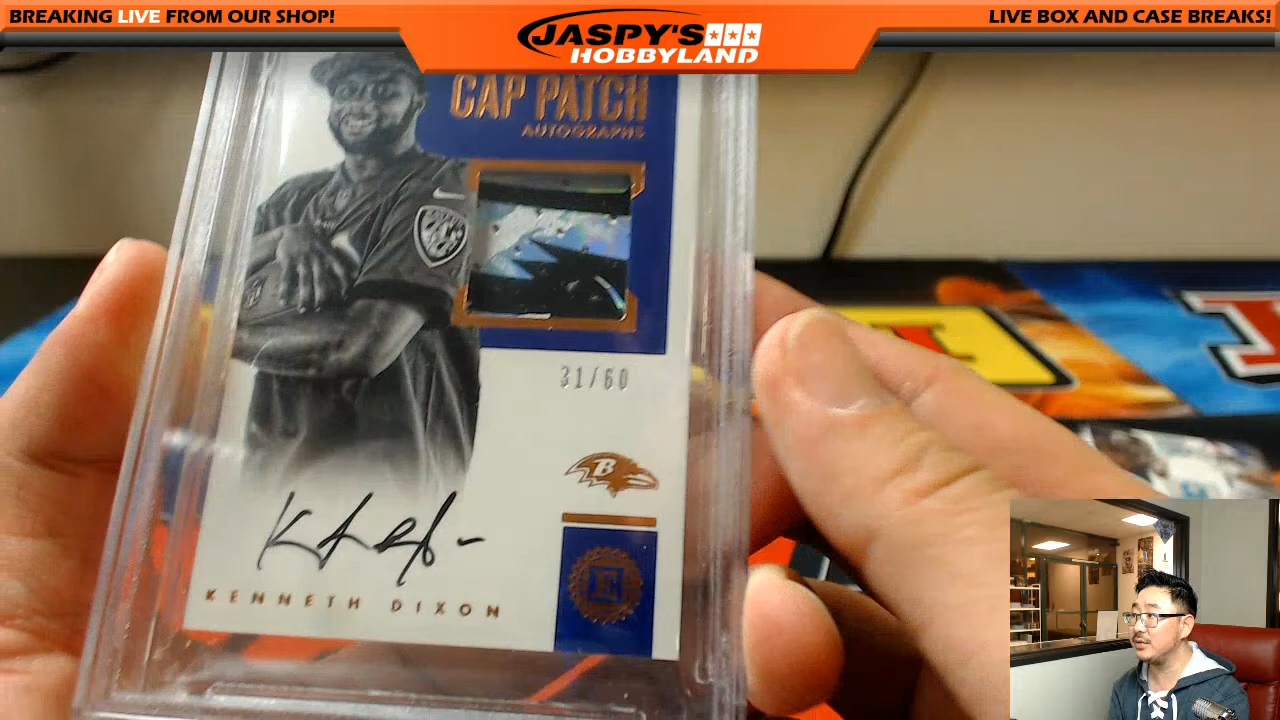 BREAKING LIVE FROM OUR SHOP!
JASPY'S
HOBBYLAND
LIVE BOX AND CASE BREAKS!
CAP PATCH
AUTOGRAPHS
31/60
B
KENNETH DIXON
E